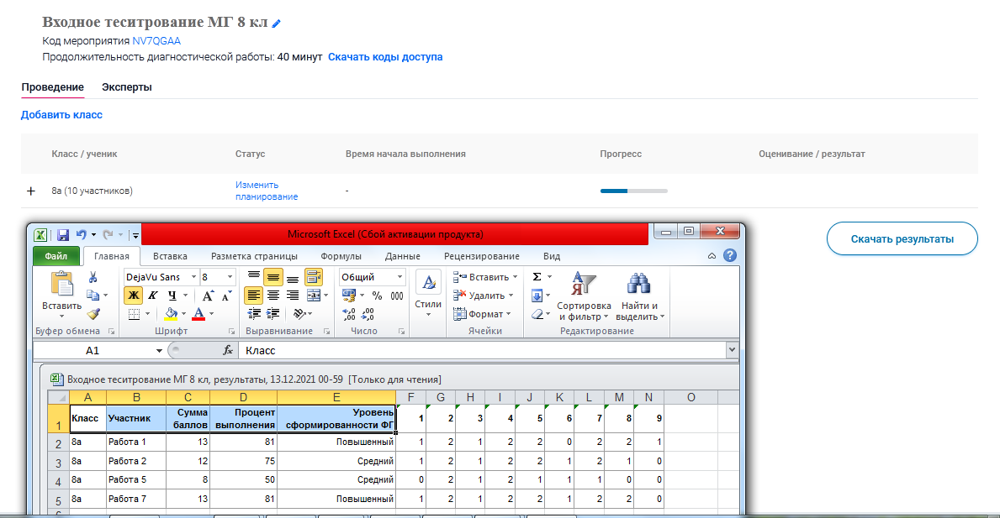 Входное теситрование МГ 8 кл
Код мероприятия NV7QGAA
Продолжительность диагностической работы: 40 минут Скачать коды доступа
Проведение Эксперты
Добавить класс
Класс / ученик Статус Время начала выполнения Прогресс Оценивание / результат
+ 8а (10 участников) Изменить планирование -
Скачать результаты
Microsoft Excel (Сбой активации продукта)
Файл Главная Вставка Разметка страницы Формулы Данные Рецензирование Вид
Вставить DejaVu Sans 8 Общий Стили Вставить Сортировка и фильтр Найти и выделить
Ж К Ч % 000 Удалить
Формат
Буфер обмена Шрифт Выравнивание Число Ячейки Редактирование
A1 fx Класс
Входное теситрование МГ 8 кл, результаты, 13.12.2021 00-59 [Только для чтения]
A B C D E F G H I J K L M N O
1 Класс Участник Сумма баллов Процент выполнения Уровень сформированности ФГ 1 2 3 4 5 6 7 8 9
2 8а Работа 1 13 81 Повышенный 1 2 1 2 2 0 2 2 1
3 8а Работа 2 12 75 Средний 1 2 1 2 2 1 2 1 0
4 8а Работа 5 8 50 Средний 0 2 1 2 1 1 1 0 0
5 8а Работа 7 13 81 Повышенный 1 2 1 2 2 1 2 2 0